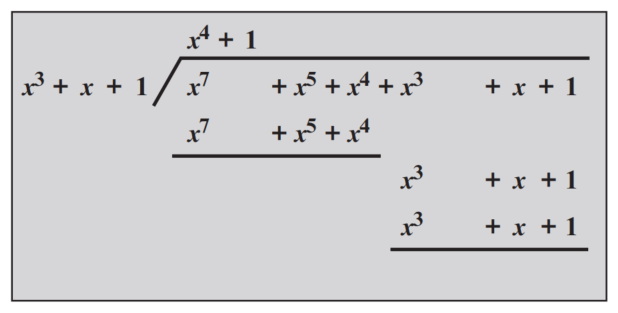 x⁴ + 1
x³ + x + 1 / x⁷ + x⁵ + x⁴ + x³ + x + 1
x⁷ + x⁵ + x⁴
x³ + x + 1
x³ + x + 1